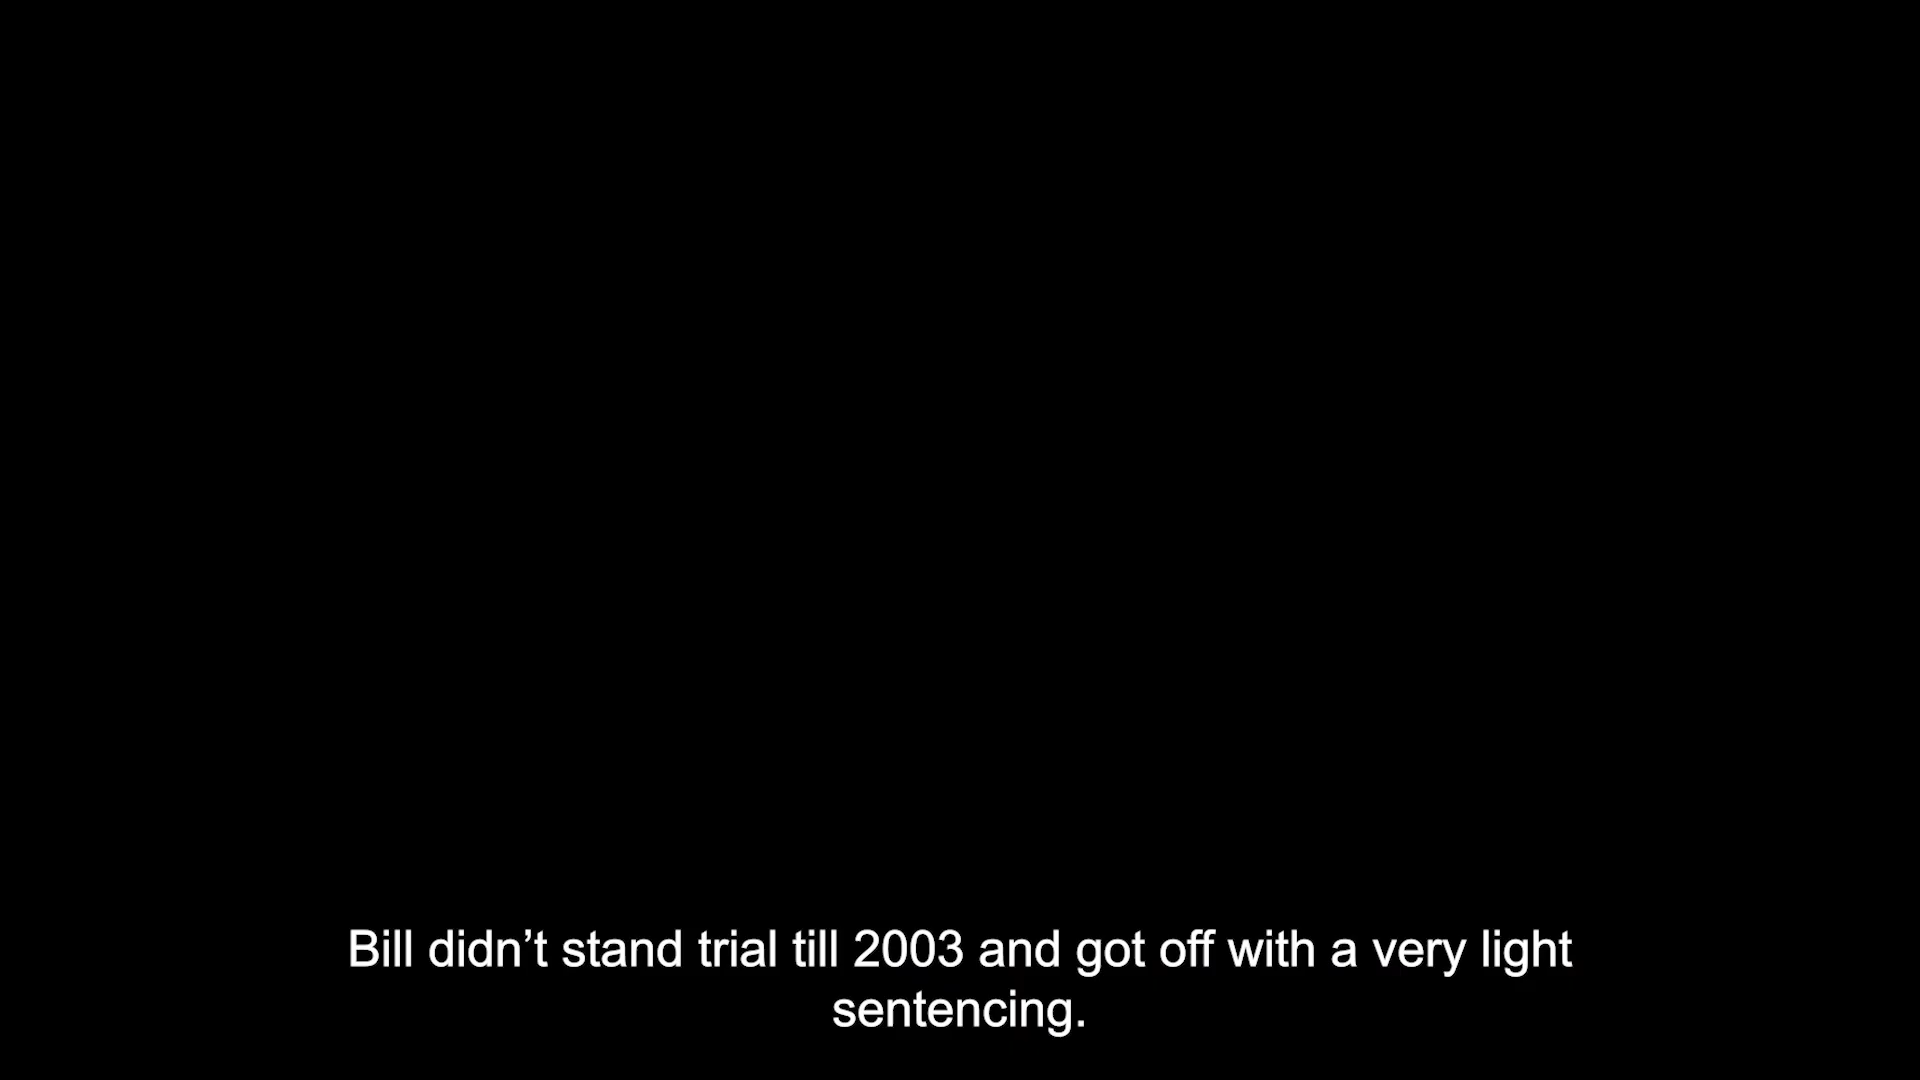 Bill didn’t stand trial till 2003 and got off with a very light
sentencing.